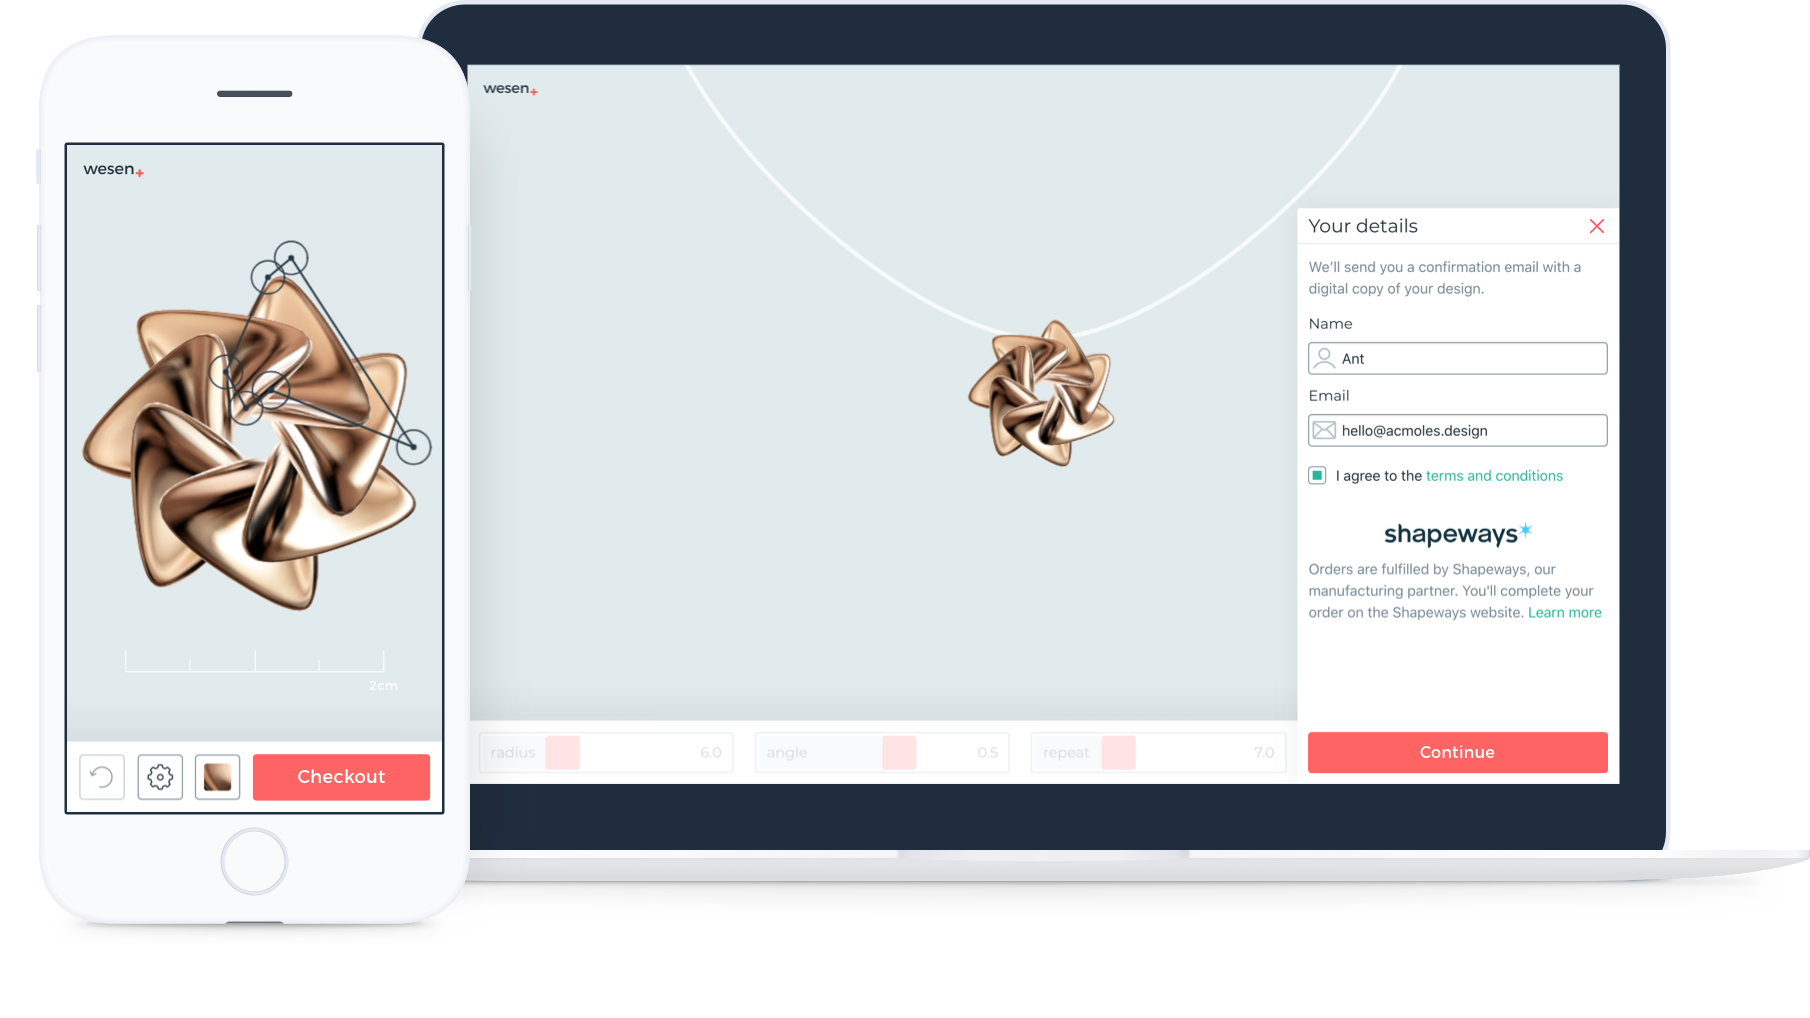 wesen+
2cm
Checkout
wesen+
Your details
We'll send you a confirmation email with a
digital copy of your design.
Name
Ant
Email
hello@acmoles.design
I agree to the terms and conditions
shapeways
Orders are fulfilled by Shapeways, our
manufacturing partner. You'll complete your
order on the Shapeways website. Learn more
radius 6.0
angle 0.5
repeat 7.0
Continue